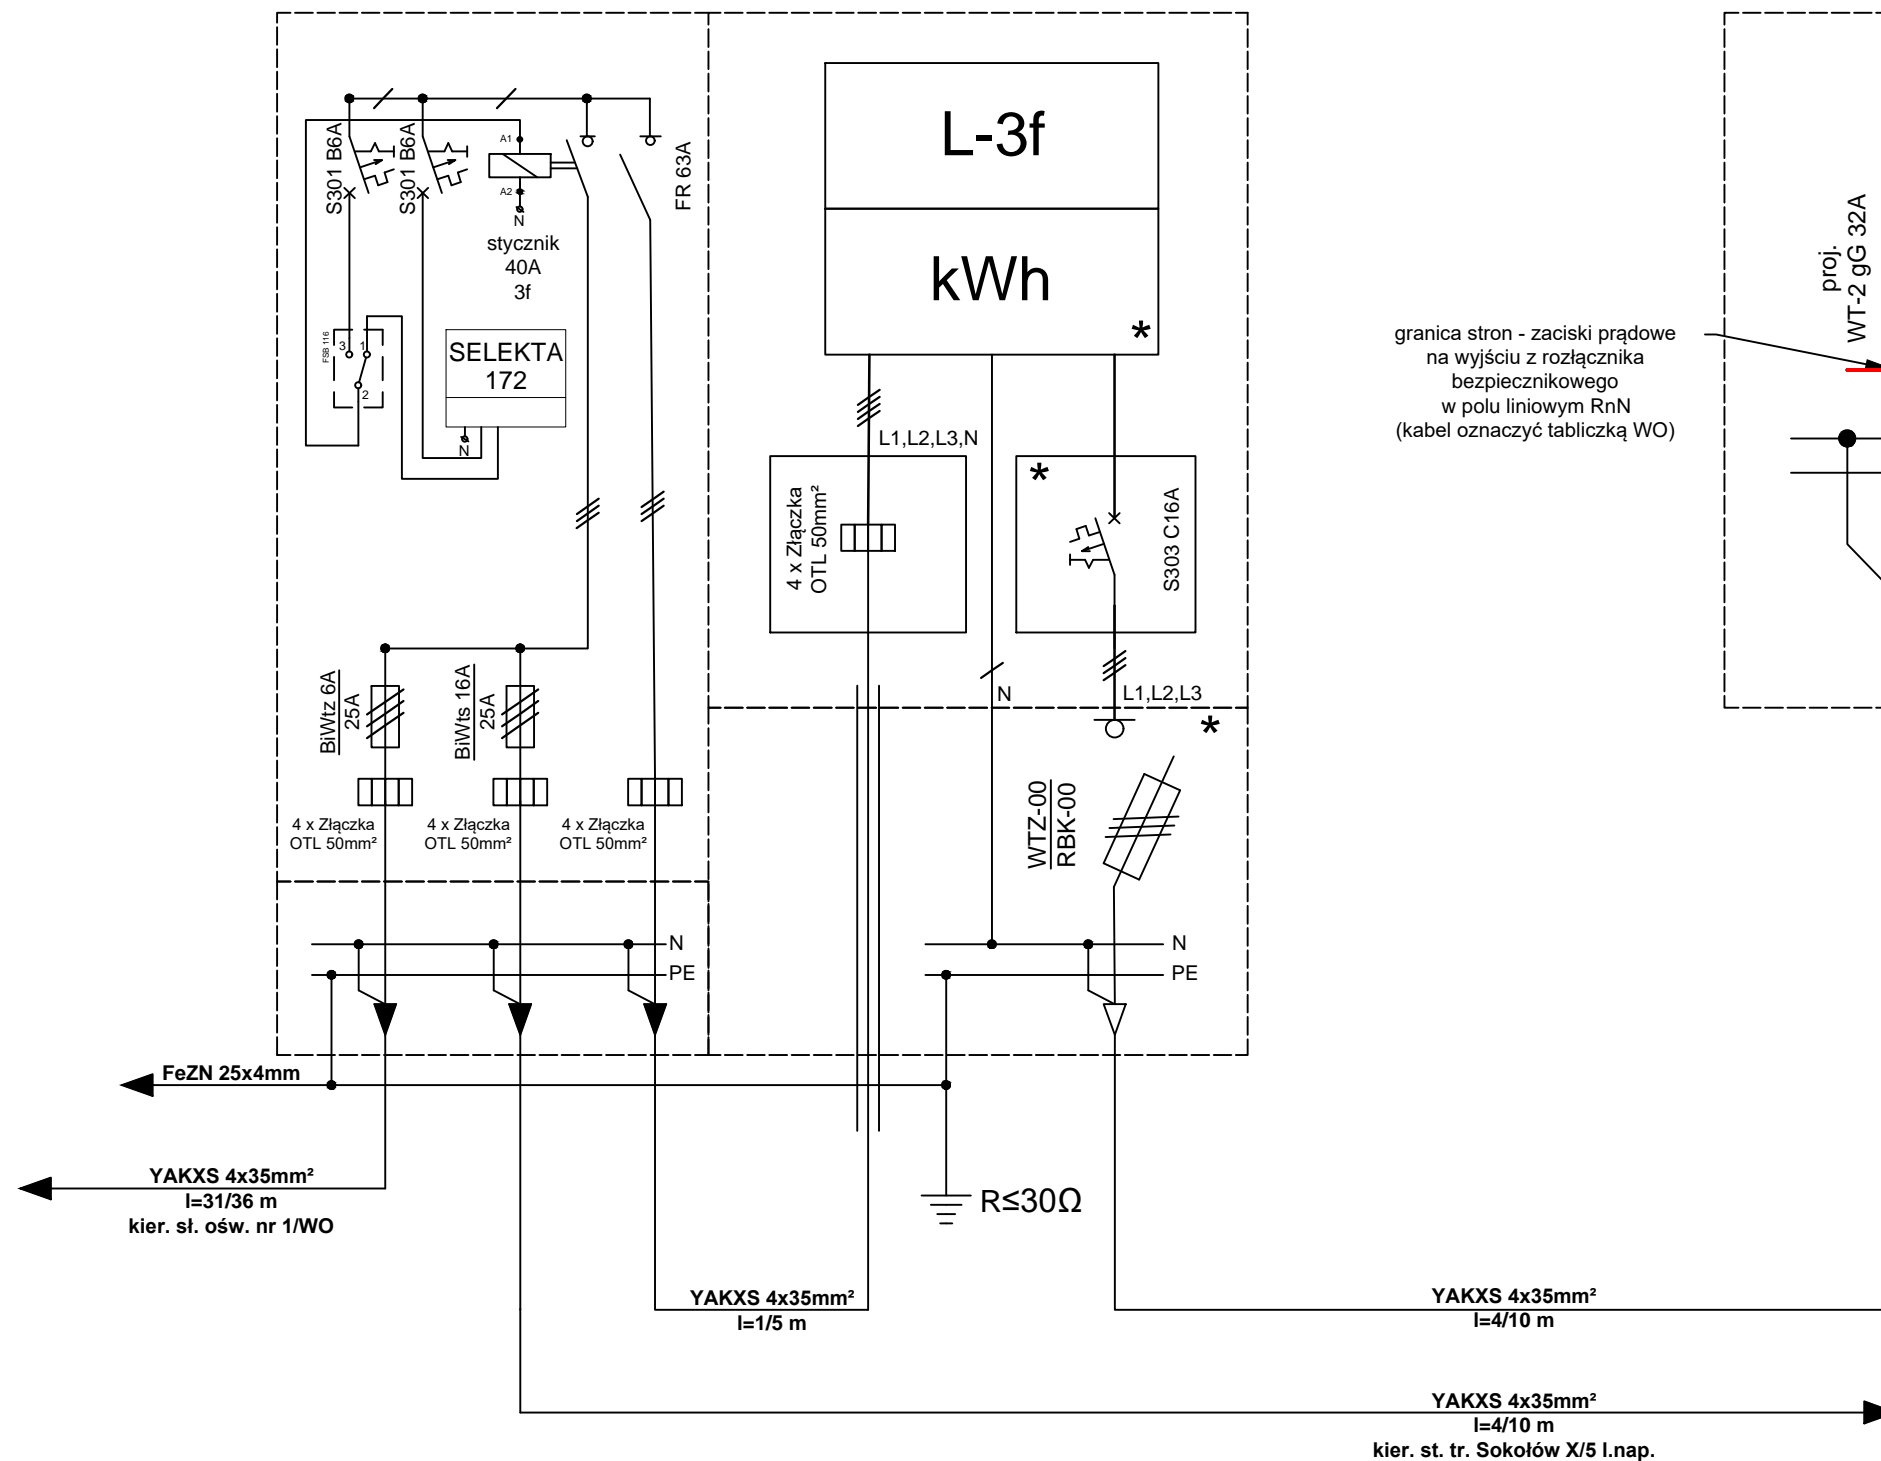 S301 B6A
S301 B6A
A1
A2
N
stycznik
40A
3f
FR 63A
FSB 116
3
1
2
SELEKTA
172
N
BiWtz 6A
25A
BiWts 16A
25A
4 x Złączka
OTL 50mm²
4 x Złączka
OTL 50mm²
4 x Złączka
OTL 50mm²
N
PE
L-3f
kWh
*
L1,L2,L3,N
4 x Złączka
OTL 50mm²
*
S303 C16A
N
L1,L2,L3
*
WTZ-00
RBK-00
N
PE
FeZN 25x4mm
YAKXS 4x35mm²
l=31/36 m
kier. sł. ośw. nr 1/WO
R≤30Ω
YAKXS 4x35mm²
l=1/5 m
YAKXS 4x35mm²
l=4/10 m
YAKXS 4x35mm²
l=4/10 m
kier. st. tr. Sokołów X/5 l.nap.
granica stron - zaciski prądowe
na wyjściu z rozłącznika
bezpiecznikowego
w polu liniowym RnN
(kabel oznaczyć tabliczką WO)
proj.
WT-2 gG 32A